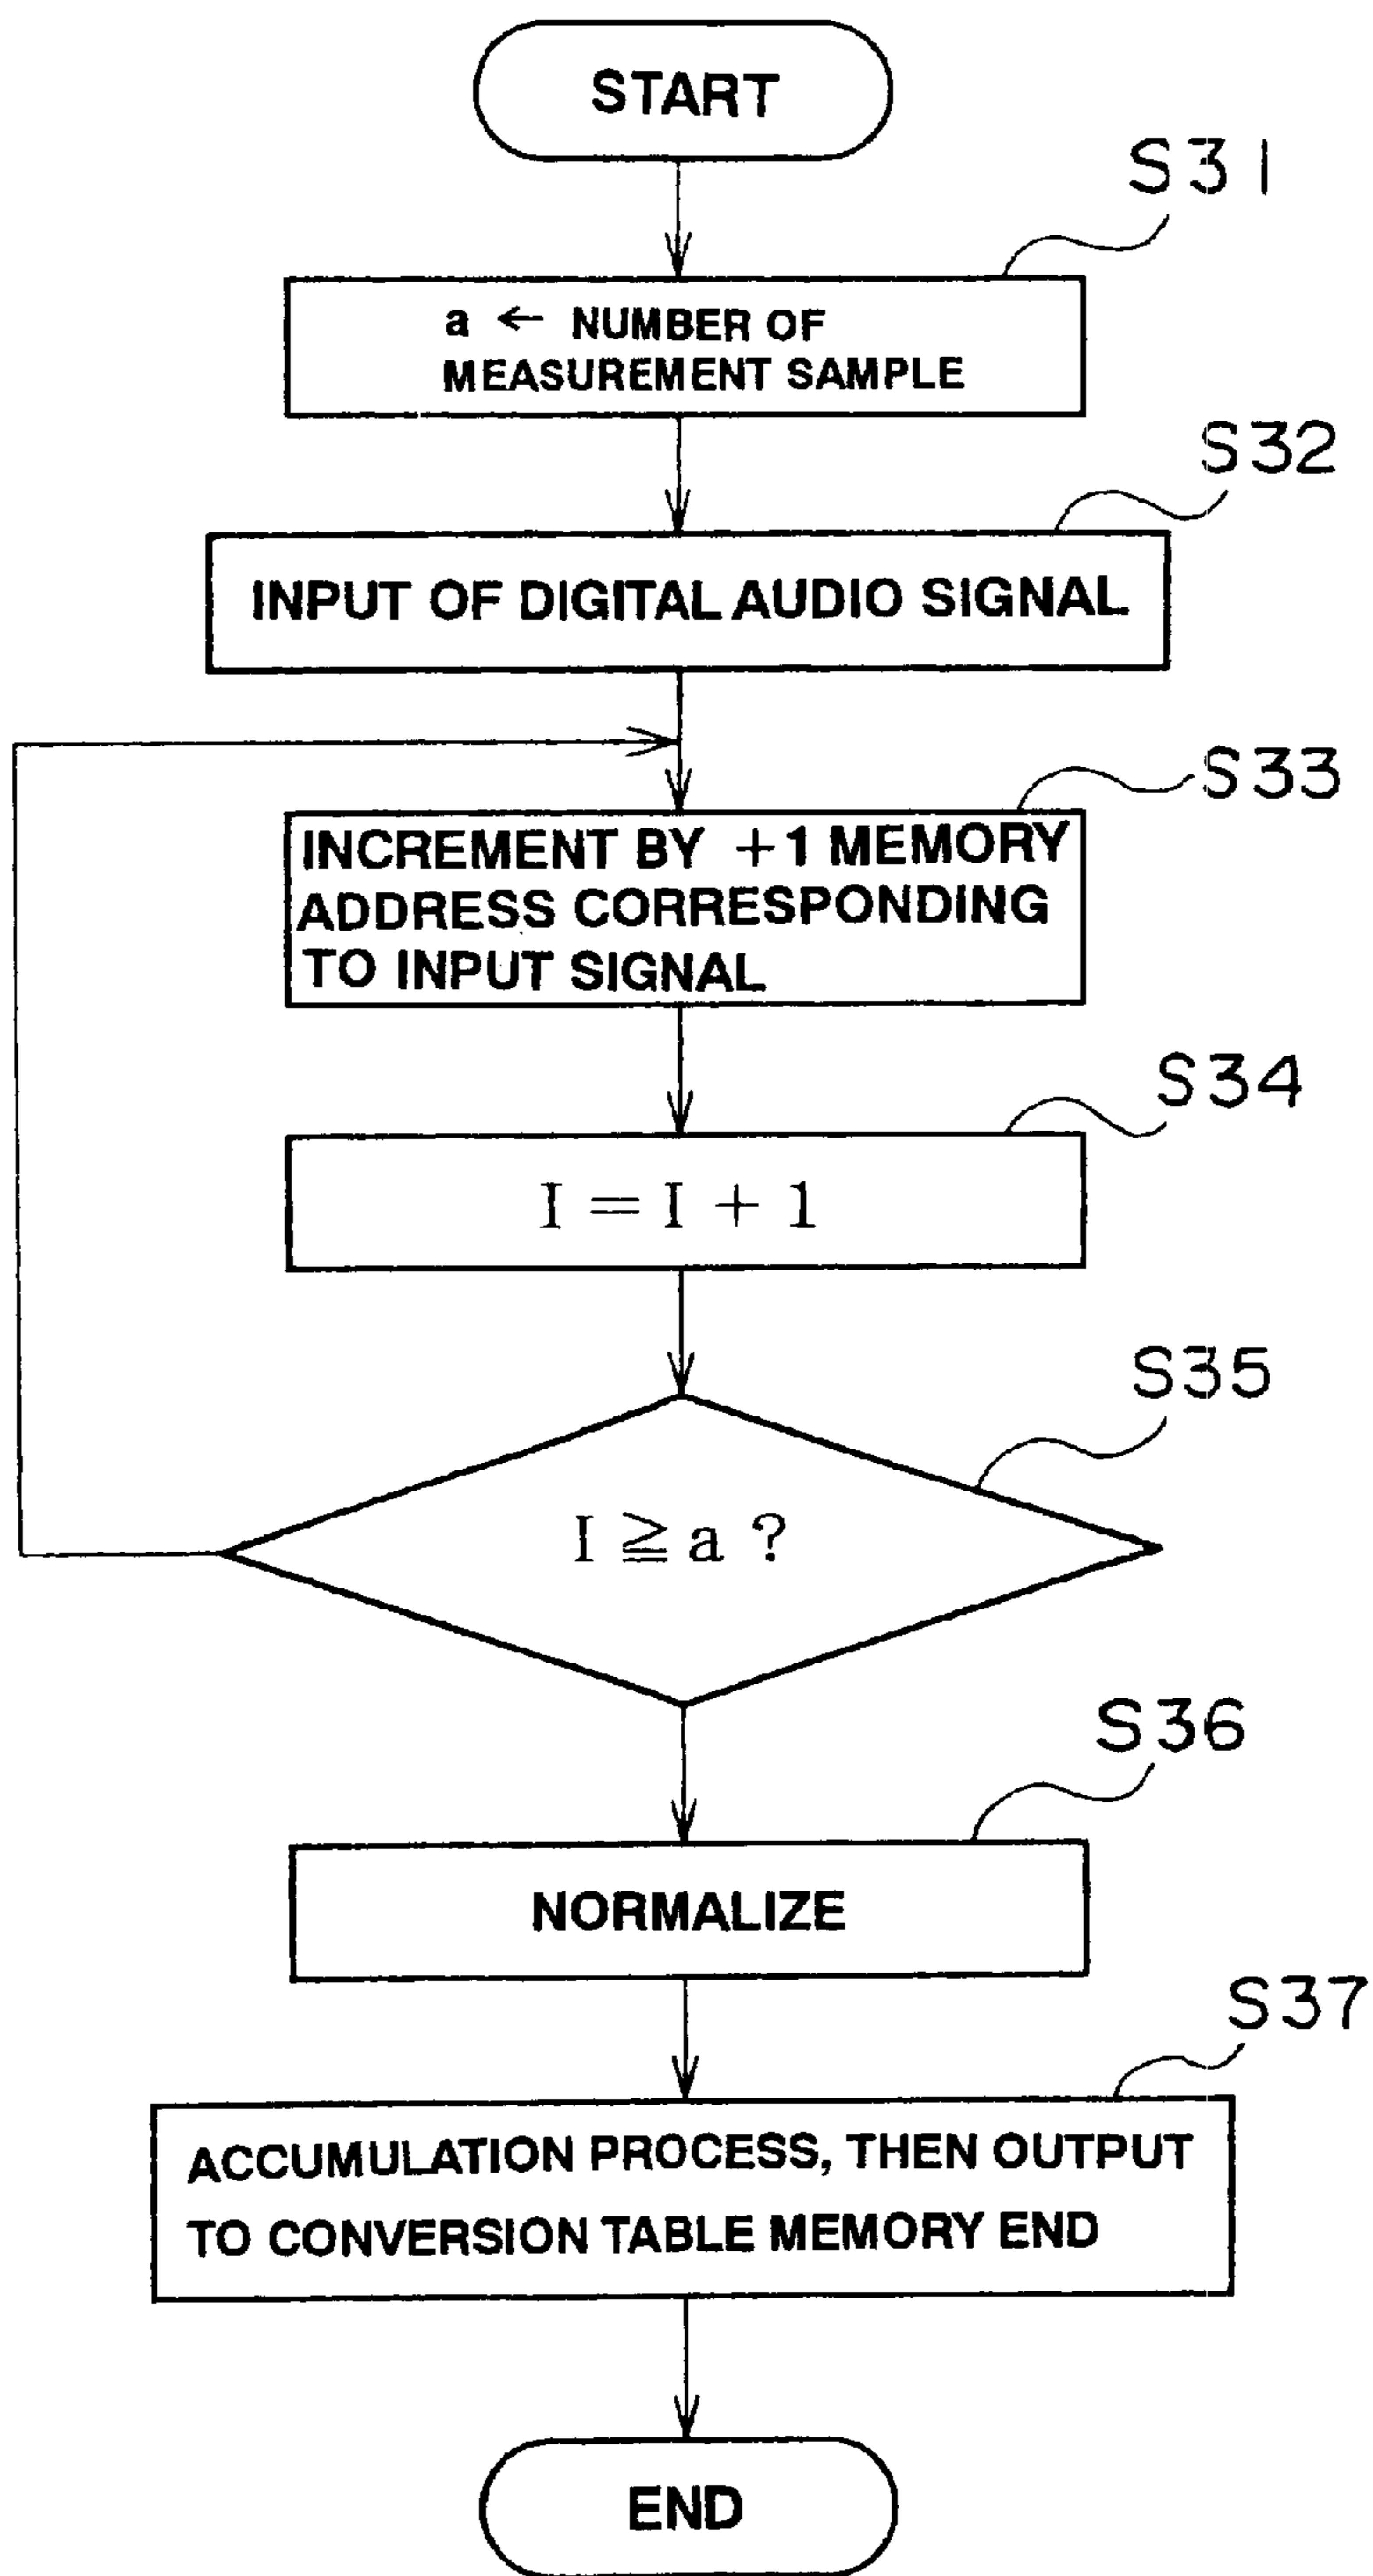 START
S31
a ← NUMBER OF
MEASUREMENT SAMPLE
S32
INPUT OF DIGITAL AUDIO SIGNAL
S33
INCREMENT BY +1 MEMORY
ADDRESS CORRESPONDING
TO INPUT SIGNAL
S34
I = I + 1
S35
I ≧ a ?
S36
NORMALIZE
S37
ACCUMULATION PROCESS, THEN OUTPUT
TO CONVERSION TABLE MEMORY END
END